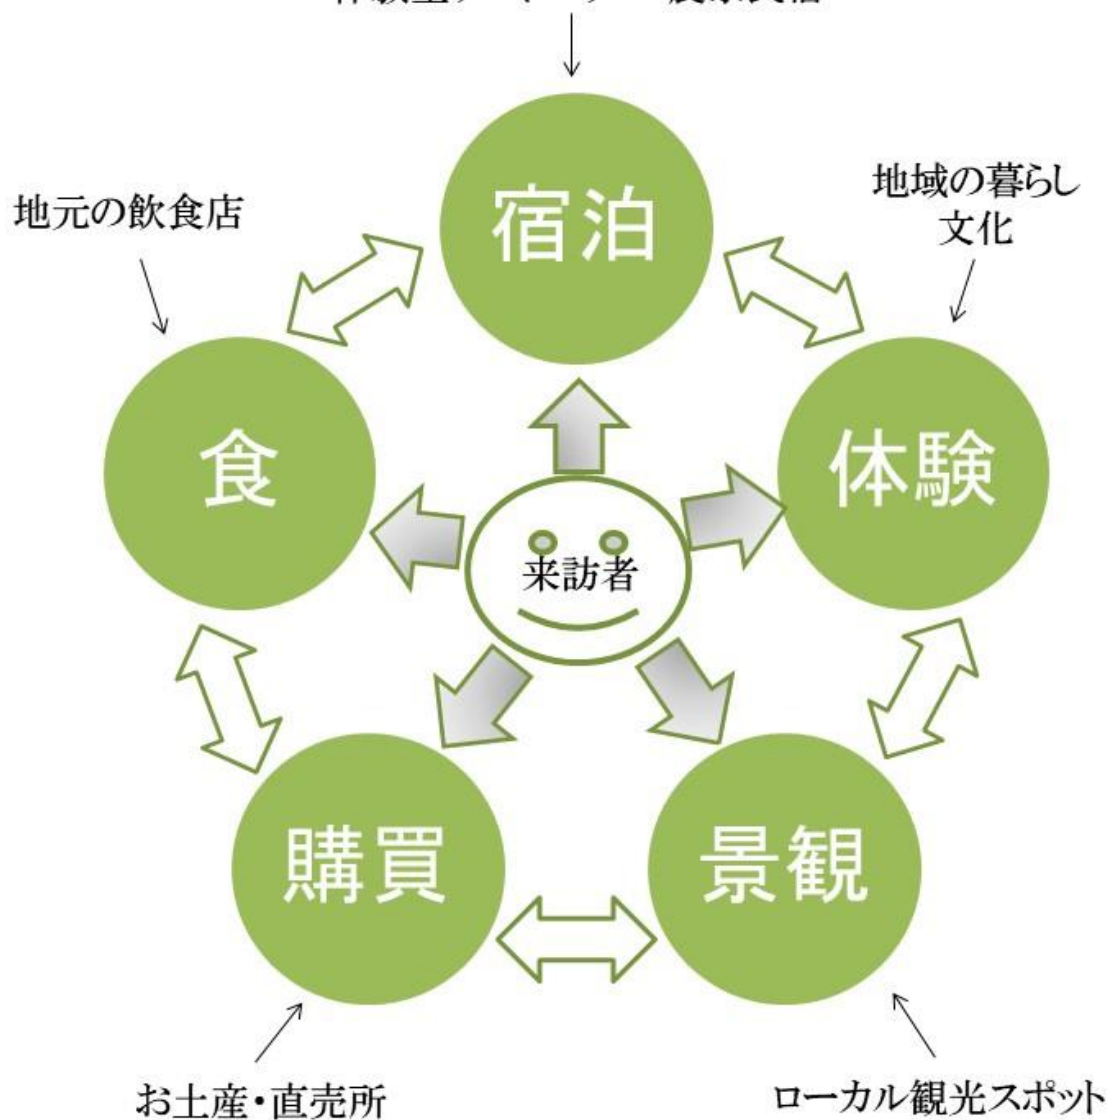 宿泊
地域の暮らし
文化
地元の飲食店
食
体験
来訪者
購買
景観
お土産・直売所
ローカル観光スポット